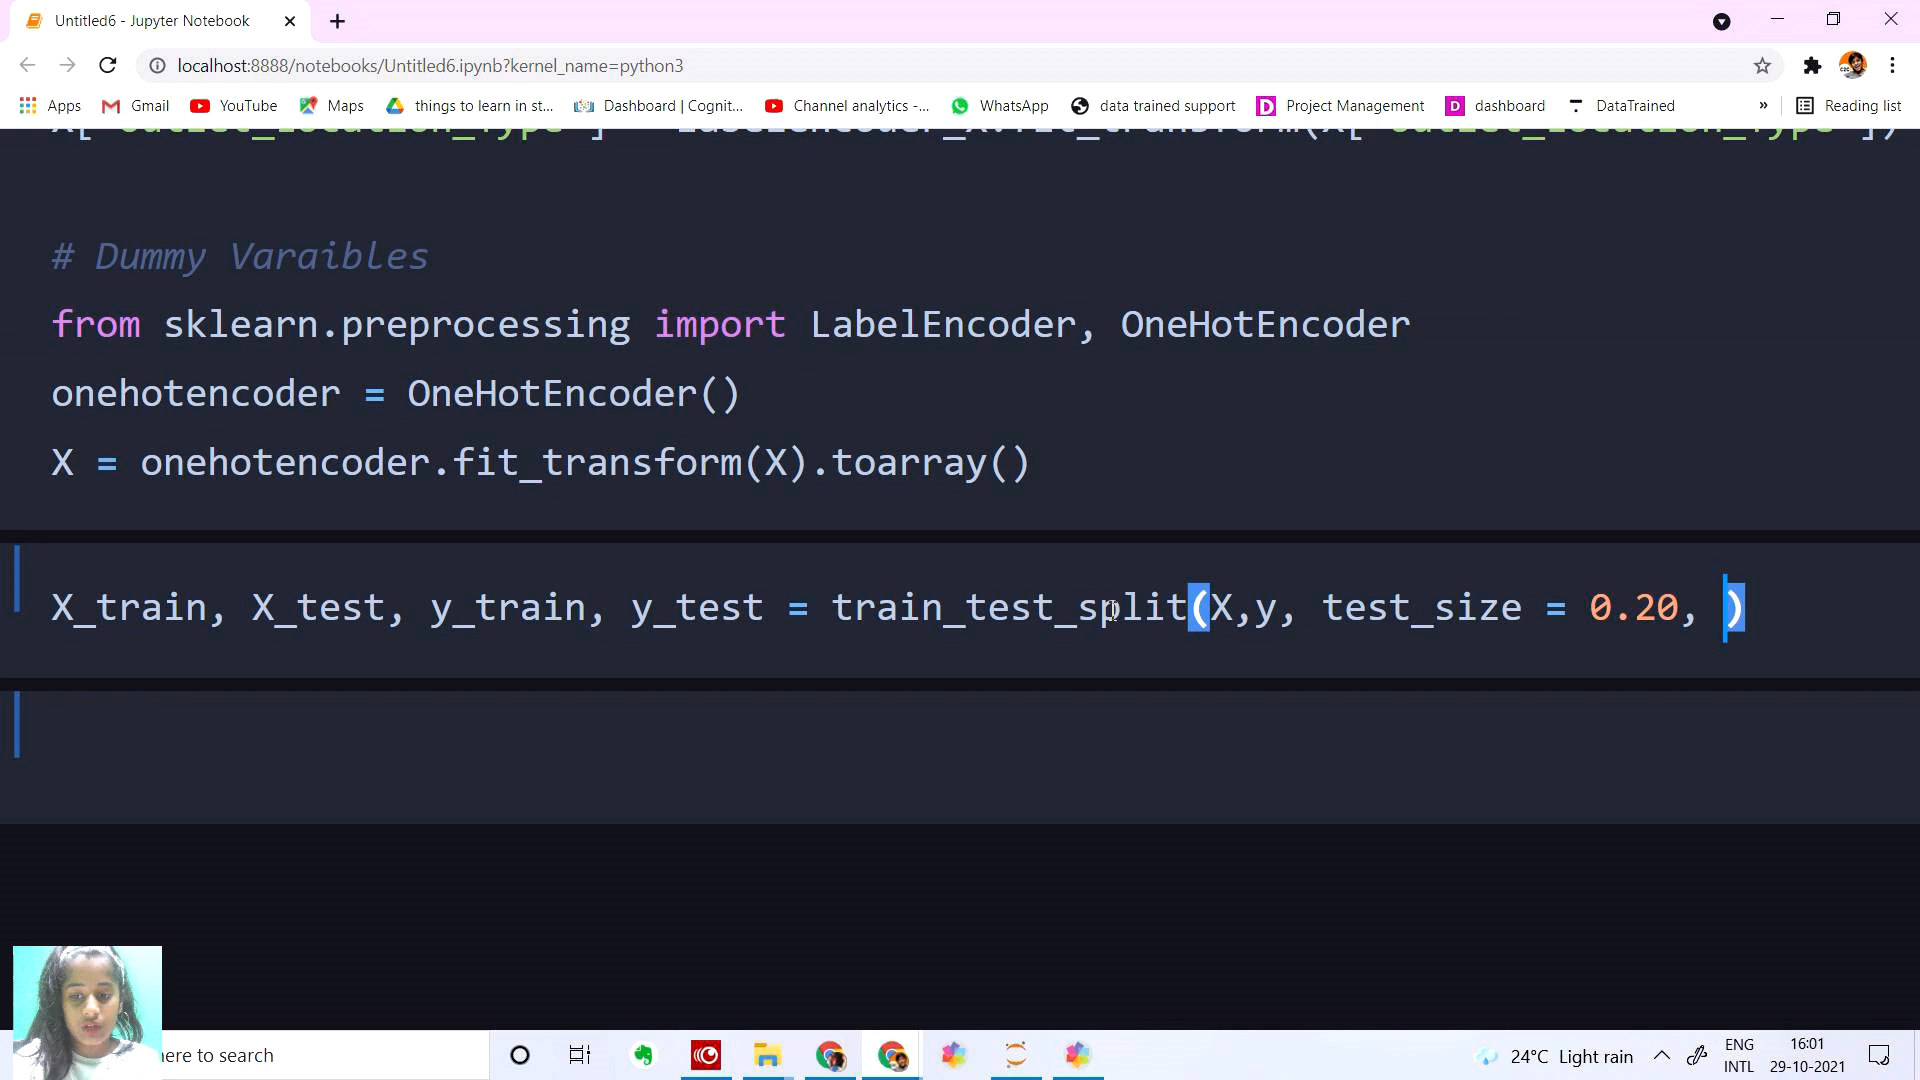 Untitled6 - Jupyter Notebook
localhost:8888/notebooks/Untitled6.ipynb?kernel_name=python3
Apps Gmail YouTube Maps things to learn in st... Dashboard | Cognit... Channel analytics -... WhatsApp data trained support Project Management dashboard DataTrained » Reading list
# Dummy Varaibles
from sklearn.preprocessing import LabelEncoder, OneHotEncoder
onehotencoder = OneHotEncoder()
X = onehotencoder.fit_transform(X).toarray()
X_train, X_test, y_train, y_test = train_test_split(X,y, test_size = 0.20, )
here to search
24°C Light rain
ENG
INTL
16:01
29-10-2021